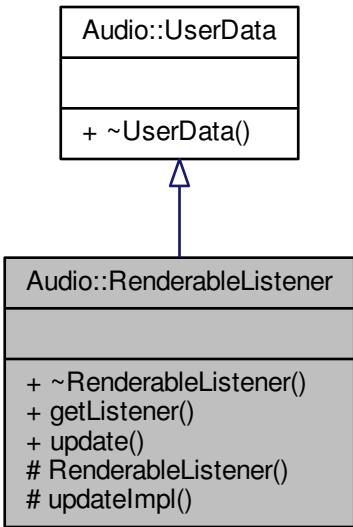 Audio::UserData
+ ~UserData()
Audio::RenderableListener
+ ~RenderableListener()
+ getListener()
+ update()
# RenderableListener()
# updateImpl()